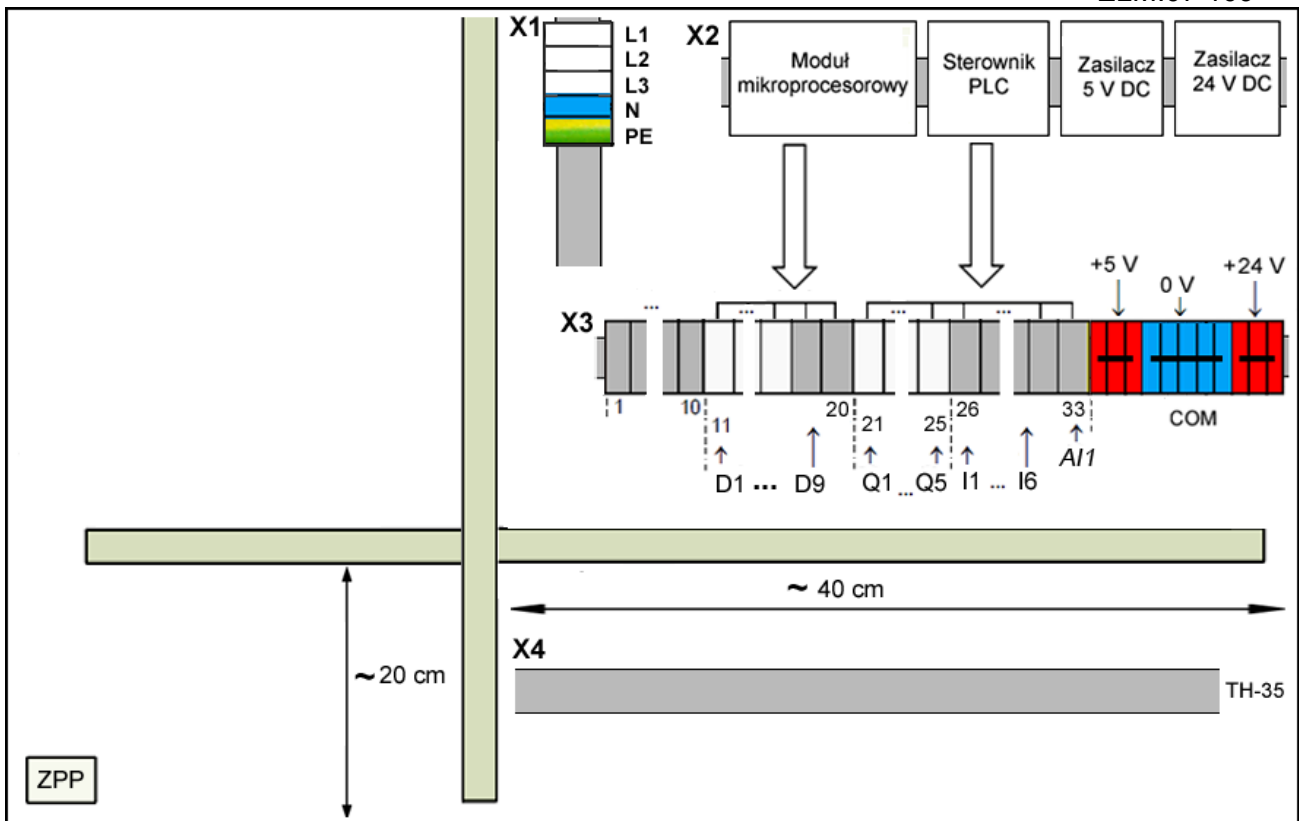 X1
L1
L2
L3
N
PE
X2
Moduł
mikroprocesorowy
Sterownik
PLC
Zasilacz
5 V DC
Zasilacz
24 V DC
+5 V
0 V
+24 V
X3
...
...
...
...
1
10
11
20
21
25
26
33
COM
D1 ... D9
Q1 ... Q5
I1 ... I6
AI1
~ 40 cm
X4
~ 20 cm
TH-35
ZPP